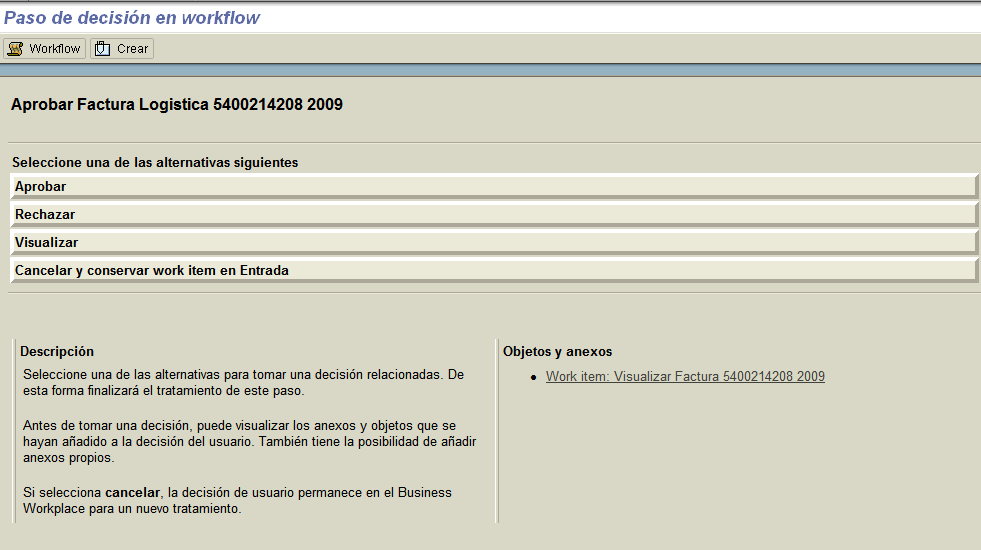 Paso de decisión en workflow
Workflow
Crear
Aprobar Factura Logistica 5400214208 2009
Seleccione una de las alternativas siguientes
Aprobar
Rechazar
Visualizar
Cancelar y conservar work item en Entrada
Descripción
Seleccione una de las alternativas para tomar una decisión relacionadas. De
esta forma finalizará el tratamiento de este paso.
Antes de tomar una decisión, puede visualizar los anexos y objetos que se
hayan añadido a la decisión del usuario. También tiene la posibilidad de añadir
anexos propios.
Si selecciona cancelar, la decisión de usuario permanece en el Business
Workplace para un nuevo tratamiento.
Objetos y anexos
Work item: Visualizar Factura 5400214208 2009